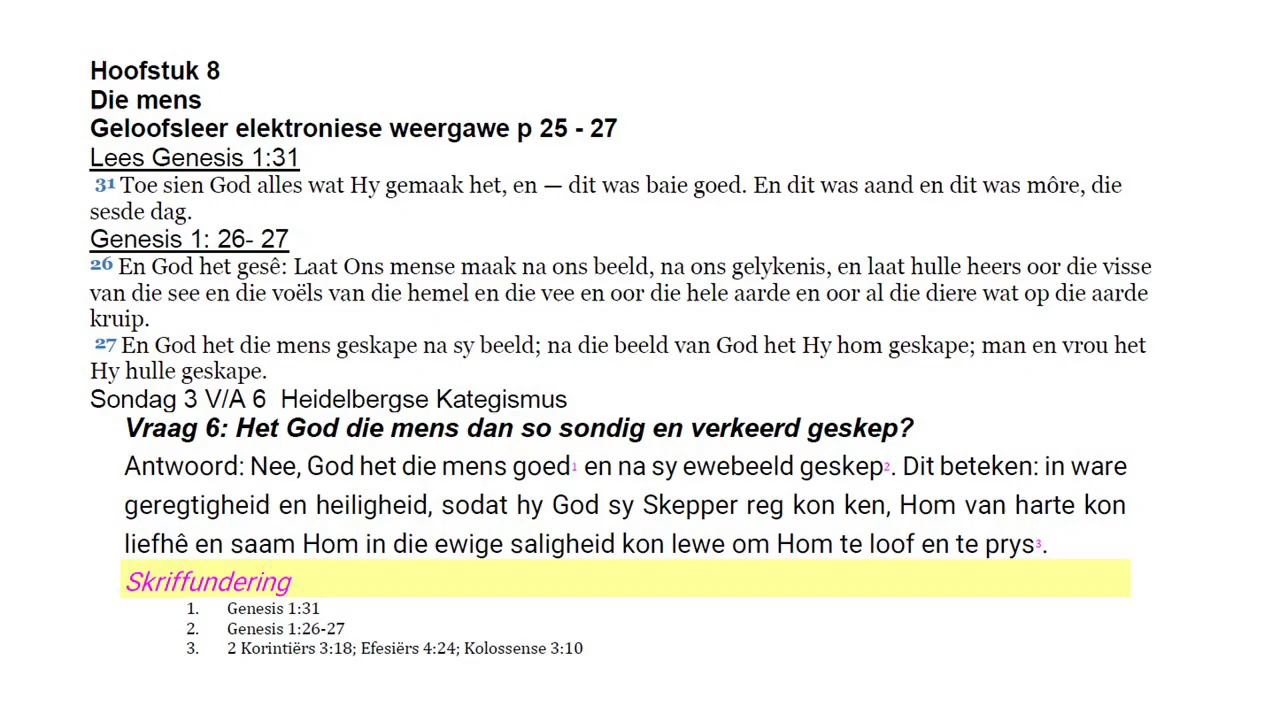 Hoofstuk 8
Die mens
Geloofsleer elektroniese weergawe p 25 - 27
Lees Genesis 1:31
31 Toe sien God alles wat Hy gemaak het, en — dit was baie goed. En dit was aand en dit was môre, die
sesde dag.
Genesis 1: 26- 27
26 En God het gesê: Laat Ons mense maak na ons beeld, na ons gelykenis, en laat hulle heers oor die visse
van die see en die voëls van die hemel en die vee en oor die hele aarde en oor al die diere wat op die aarde
kruip.
27 En God het die mens geskape na sy beeld; na die beeld van God het Hy hom geskape; man en vrou het
Hy hulle geskape.
Sondag 3 V/A 6 Heidelbergse Kategismus
Vraag 6: Het God die mens dan so sondig en verkeerd geskep?
Antwoord: Nee, God het die mens goed1 en na sy ewebeeld geskep2. Dit beteken: in ware
geregtigheid en heiligheid, sodat hy God sy Skepper reg kon ken, Hom van harte kon
liefhê en saam Hom in die ewige saligheid kon lewe om Hom te loof en te prys3.
Skriffundering
1. Genesis 1:31
2. Genesis 1:26-27
3. 2 Korintiërs 3:18; Efesiërs 4:24; Kolossense 3:10